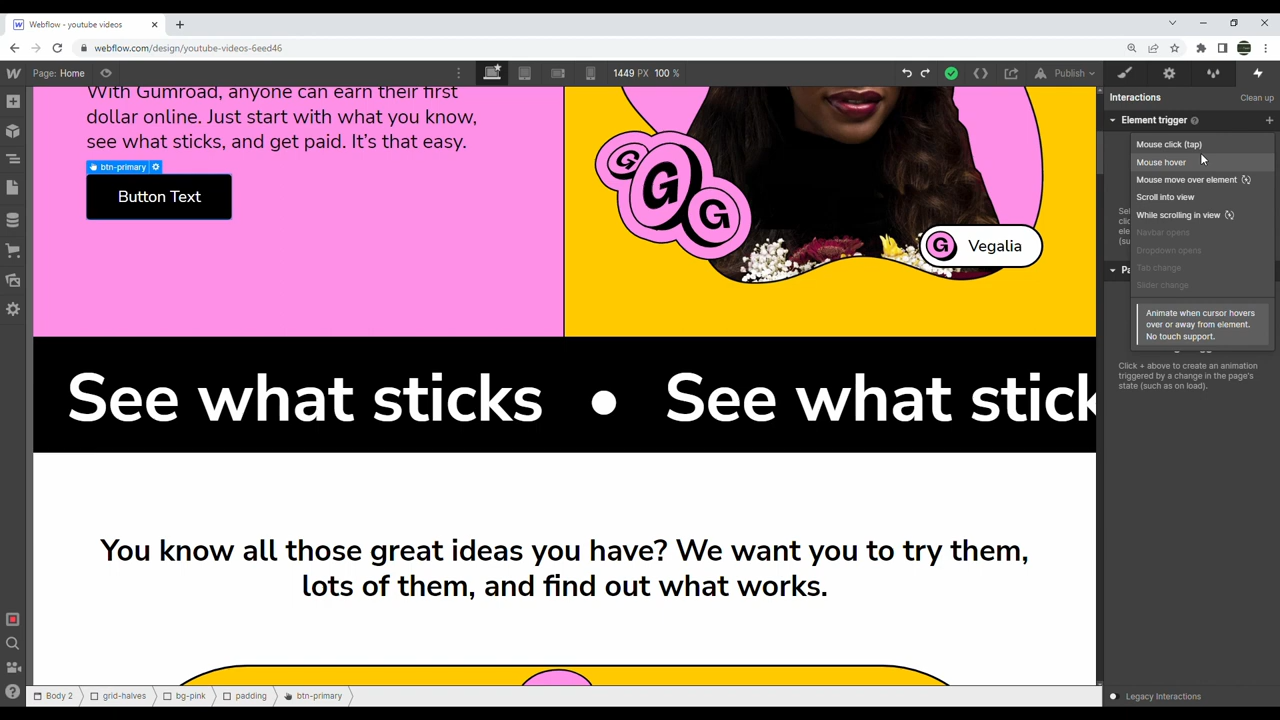 Webflow - youtube videos
webflow.com/design/youtube-videos-6eed46
Page: Home
1449 PX 100 %
Publish
Interactions
Clean up
Element trigger
Mouse click (tap)
Mouse hover
Mouse move over element
Scroll into view
While scrolling in view
Navbar opens
Dropdown opens
Tab change
Slider change
Animate when cursor hovers
over or away from element.
No touch support.
Click + above to create an animation
triggered by a change in the page's
state (such as on load).
With Gumroad, anyone can earn their first
dollar online. Just start with what you know,
see what sticks, and get paid. It's that easy.
btn-primary
Button Text
G
G
G
G Vegalia
See what sticks • See what stick
You know all those great ideas you have? We want you to try them,
lots of them, and find out what works.
Body 2 grid-halves bg-pink padding btn-primary
Legacy Interactions